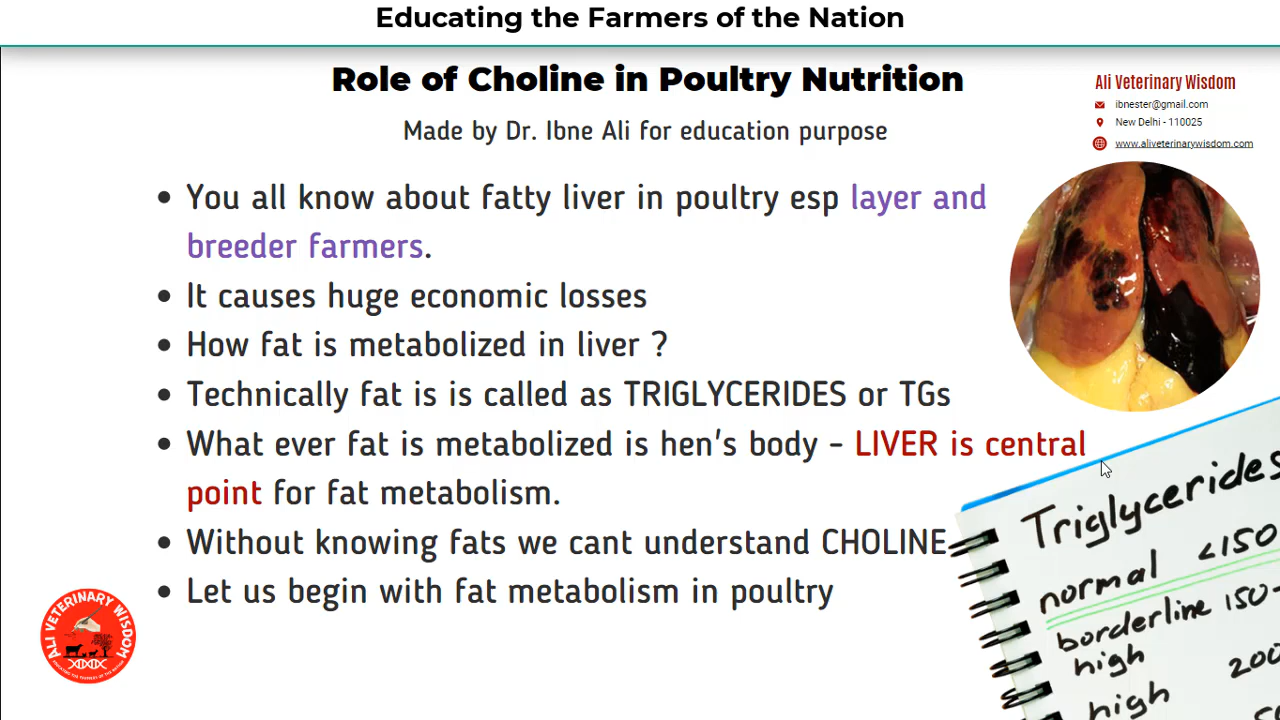 Educating the Farmers of the Nation
Role of Choline in Poultry Nutrition
Made by Dr. Ibne Ali for education purpose
Ali Veterinary Wisdom
ibnester@gmail.com
New Delhi - 110025
www.aliveterinarywisdom.com
• You all know about fatty liver in poultry esp layer and
breeder farmers.
• It causes huge economic losses
• How fat is metabolized in liver ?
• Technically fat is is called as TRIGLYCERIDES or TGs
• What ever fat is metabolized is hen's body - LIVER is central
point for fat metabolism.
• Without knowing fats we cant understand CHOLINE
• Let us begin with fat metabolism in poultry
Triglycerides
normal <150
borderline 150-
high 200
high
ALI VETERINARY WISDOM